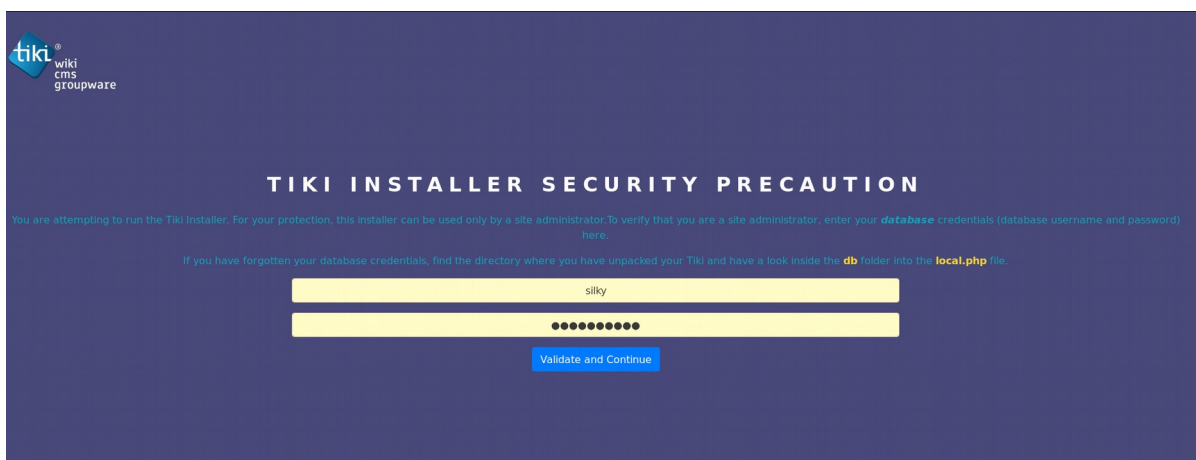 tiki ®
wiki
cms
groupware
TIKI INSTALLER SECURITY PRECAUTION
You are attempting to run the Tiki Installer. For your protection, this installer can be used only by a site administrator.To verify that you are a site administrator, enter your database credentials (database username and password)
here.
If you have forgotten your database credentials, find the directory where you have unpacked your Tiki and have a look inside the db folder into the local.php file.
silky
●●●●●●●●●●
Validate and Continue